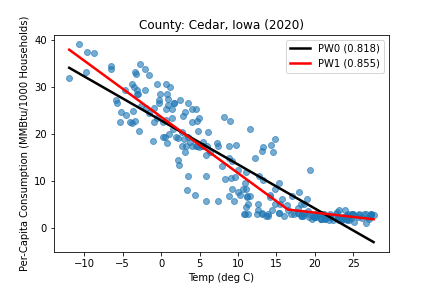 County: Cedar, Iowa (2020)
Per-Capita Consumption (MMBtu/1000 Households)
40
30
20
10
0
PW0 (0.818)
PW1 (0.855)
−10
−5
0
5
10
15
20
25
Temp (deg C)